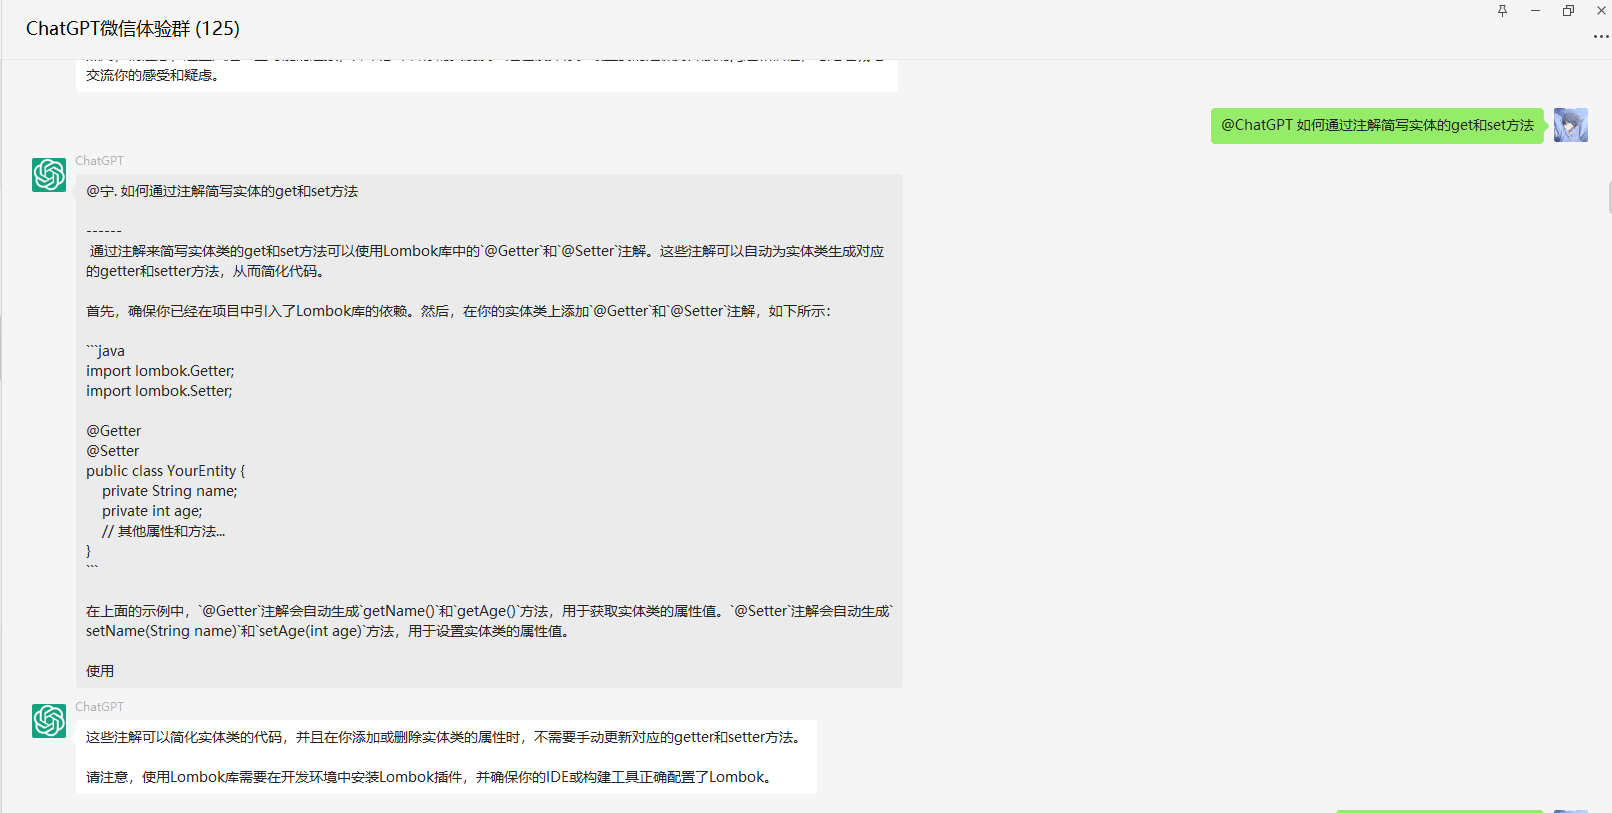 ChatGPT微信体验群 (125)
交流你的感受和疑虑。
@ChatGPT 如何通过注解简写实体的get和set方法
ChatGPT
@宁. 如何通过注解简写实体的get和set方法
------
通过注解来简写实体类的get和set方法可以使用Lombok库中的`@Getter`和`@Setter`注解。这些注解可以自动为实体类生成对应
的getter和setter方法，从而简化代码。
首先，确保你已经在项目中引入了Lombok库的依赖。然后，在你的实体类上添加`@Getter`和`@Setter`注解，如下所示：
```java
import lombok.Getter;
import lombok.Setter;
@Getter
@Setter
public class YourEntity {
private String name;
private int age;
// 其他属性和方法...
}
```
在上面的示例中，`@Getter`注解会自动生成`getName()`和`getAge()`方法，用于获取实体类的属性值。`@Setter`注解会自动生成`
setName(String name)`和`setAge(int age)`方法，用于设置实体类的属性值。
使用
ChatGPT
这些注解可以简化实体类的代码，并且在你添加或删除实体类的属性时，不需要手动更新对应的getter和setter方法。
请注意，使用Lombok库需要在开发环境中安装Lombok插件，并确保你的IDE或构建工具正确配置了Lombok。